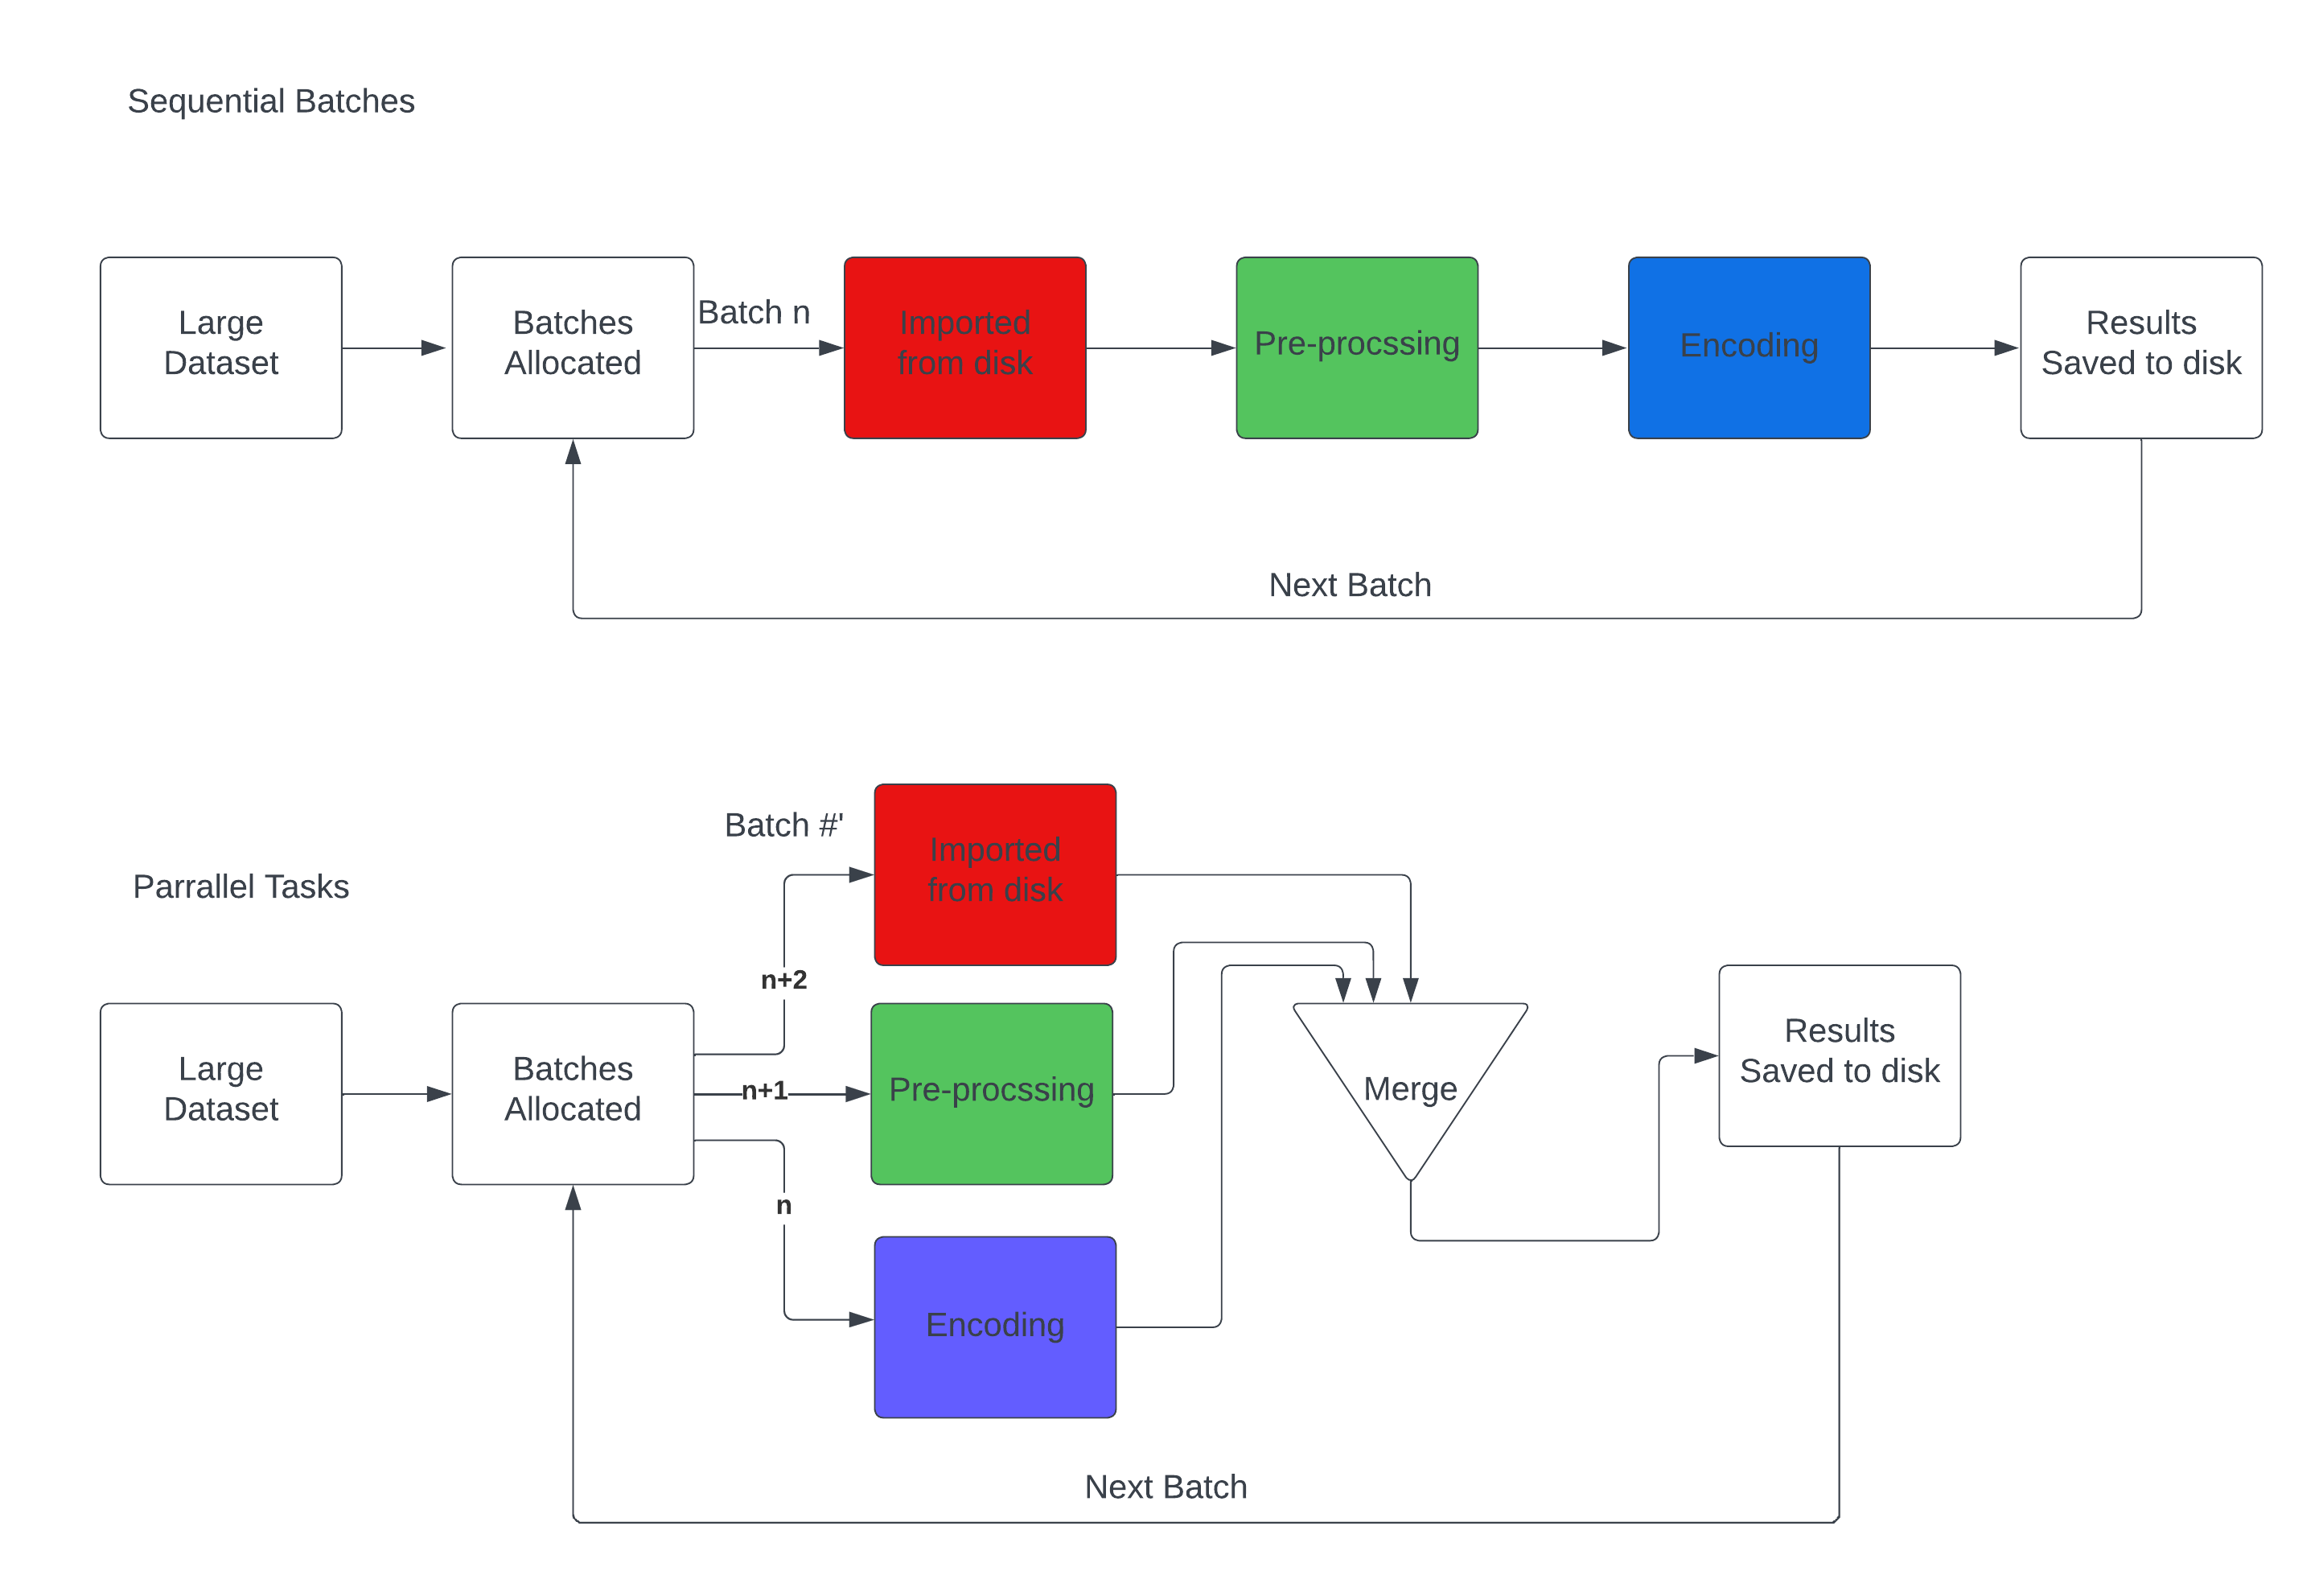 Sequential Batches
Large
Dataset
Batches
Allocated
Batch n
Imported
from disk
Pre-procssing
Encoding
Results
Saved to disk
Next Batch
Parrallel Tasks
Large
Dataset
Batches
Allocated
Batch #'
n+2
n+1
n
Imported
from disk
Pre-procssing
Encoding
Merge
Results
Saved to disk
Next Batch